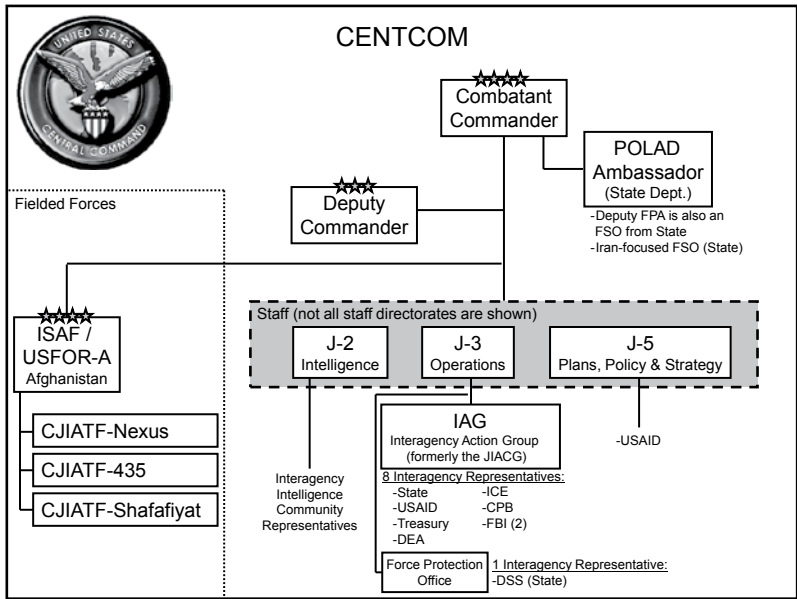 CENTCOM
UNITED STATES
CENTRAL COMMAND
Combatant
Commander
POLAD
Ambassador
(State Dept.)
-Deputy FPA is also an
FSO from State
-Iran-focused FSO (State)
Deputy
Commander
Fielded Forces
ISAF /
USFOR-A
Afghanistan
CJIATF-Nexus
CJIATF-435
CJIATF-Shafafiyat
Staff (not all staff directorates are shown)
J-2
Intelligence
J-3
Operations
J-5
Plans, Policy & Strategy
Interagency
Intelligence
Community
Representatives
IAG
Interagency Action Group
(formerly the JIACG)
8 Interagency Representatives:
-State
-USAID
-Treasury
-DEA
-ICE
-CPB
-FBI (2)
-USAID
Force Protection
Office
1 Interagency Representative:
-DSS (State)